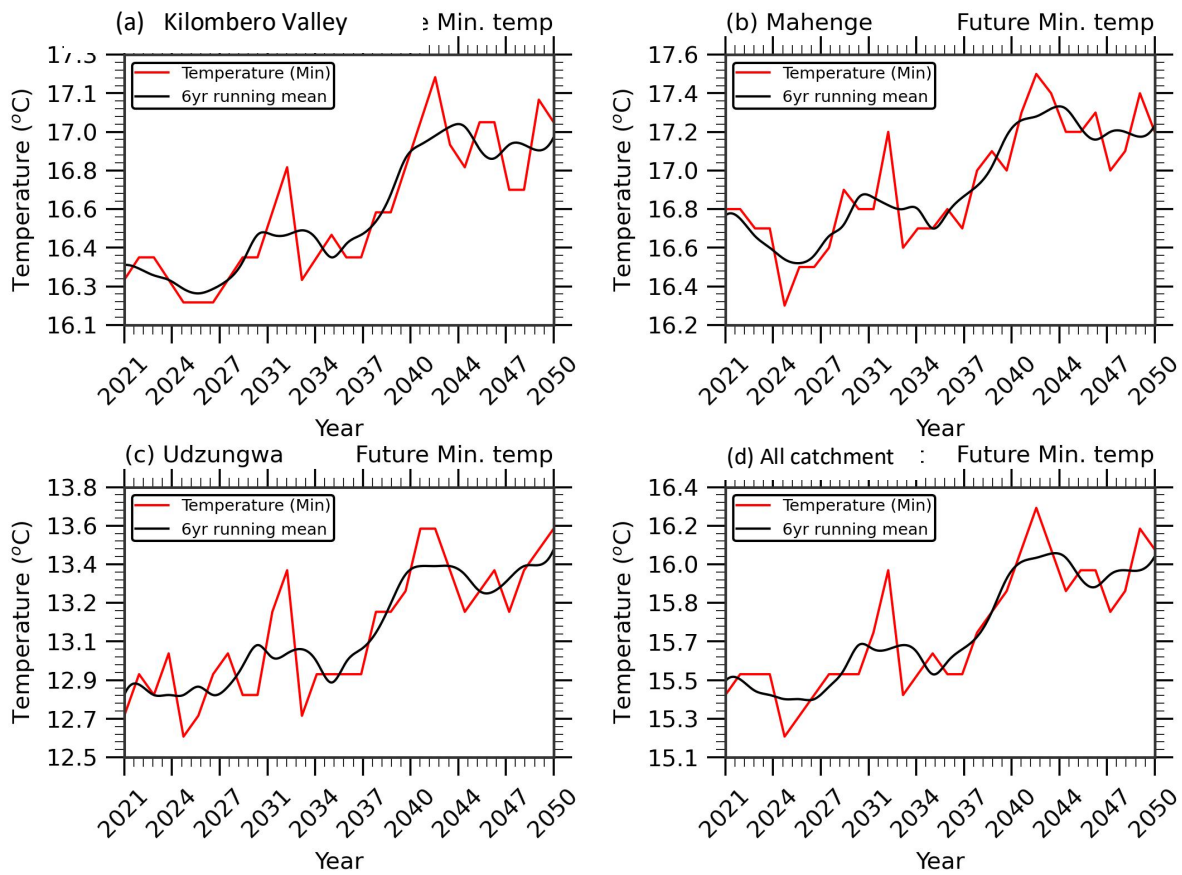 (a) Kilombero Valley e Min. temp
Temperature (Min)
6yr running mean
Temperature (°C)
17.3
17.1
17.0
16.8
16.6
16.4
16.3
16.1
2021 2024 2027 2031 2034 2037 2040 2044 2047 2050
Year
(b) Mahenge Future Min. temp
Temperature (Min)
6yr running mean
Temperature (°C)
17.6
17.4
17.2
17.0
16.8
16.6
16.4
16.2
2021 2024 2027 2031 2034 2037 2040 2044 2047 2050
Year
(c) Udzungwa Future Min. temp
Temperature (Min)
6yr running mean
Temperature (°C)
13.8
13.6
13.4
13.2
13.1
12.9
12.7
12.5
2021 2024 2027 2031 2034 2037 2040 2044 2047 2050
Year
(d) All catchment : Future Min. temp
Temperature (Min)
6yr running mean
Temperature (°C)
16.4
16.2
16.0
15.8
15.7
15.5
15.3
15.1
2021 2024 2027 2031 2034 2037 2040 2044 2047 2050
Year